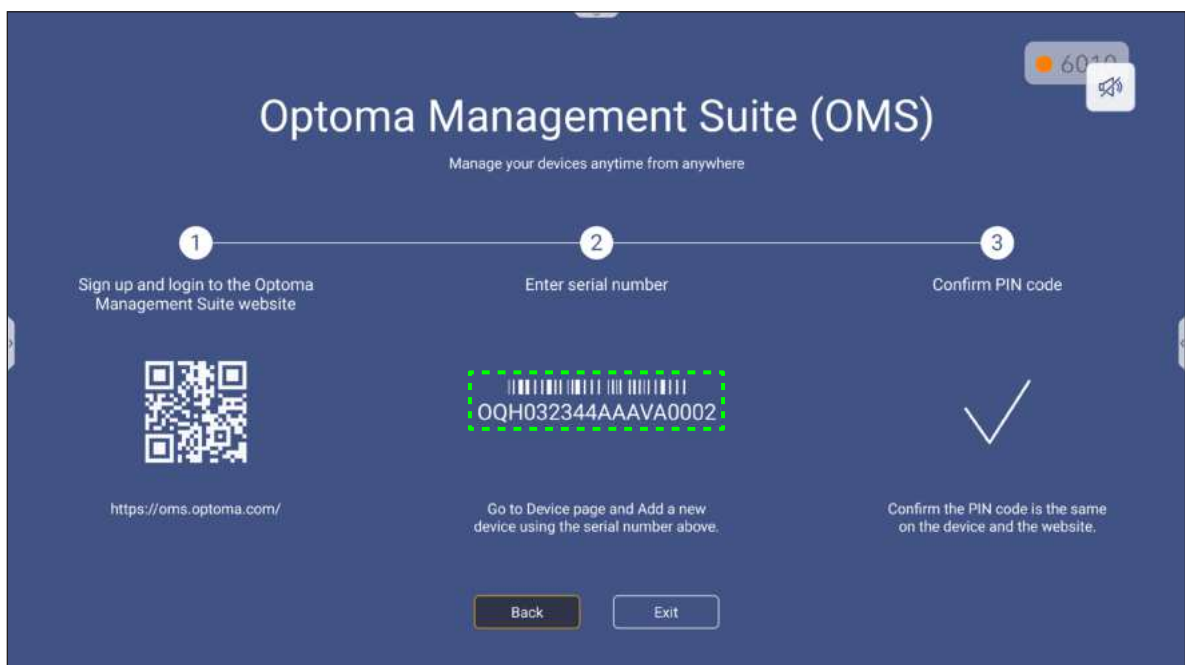 Optoma Management Suite (OMS)
Manage your devices anytime from anywhere
1
Sign up and login to the Optoma
Management Suite website
https://oms.optoma.com/
2
Enter serial number
OQH032344AAAVA0002
Go to Device page and Add a new
device using the serial number above.
3
Confirm PIN code
Confirm the PIN code is the same
on the device and the website.
Back
Exit